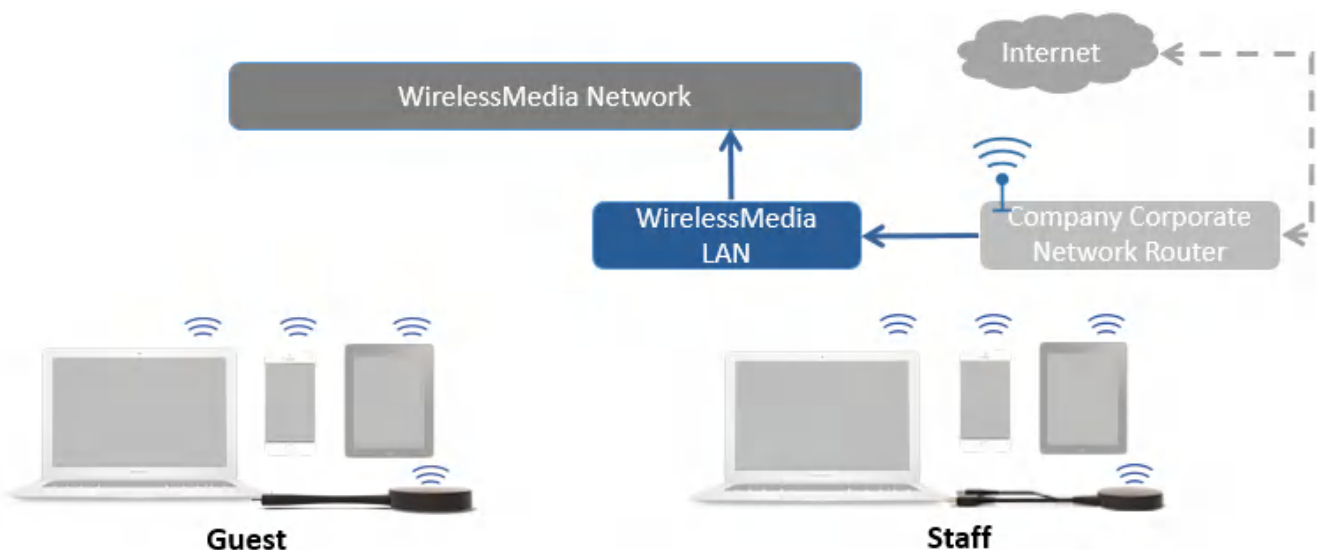 Internet
WirelessMedia Network
WirelessMedia
LAN
Company Corporate
Network Router
Guest
Staff